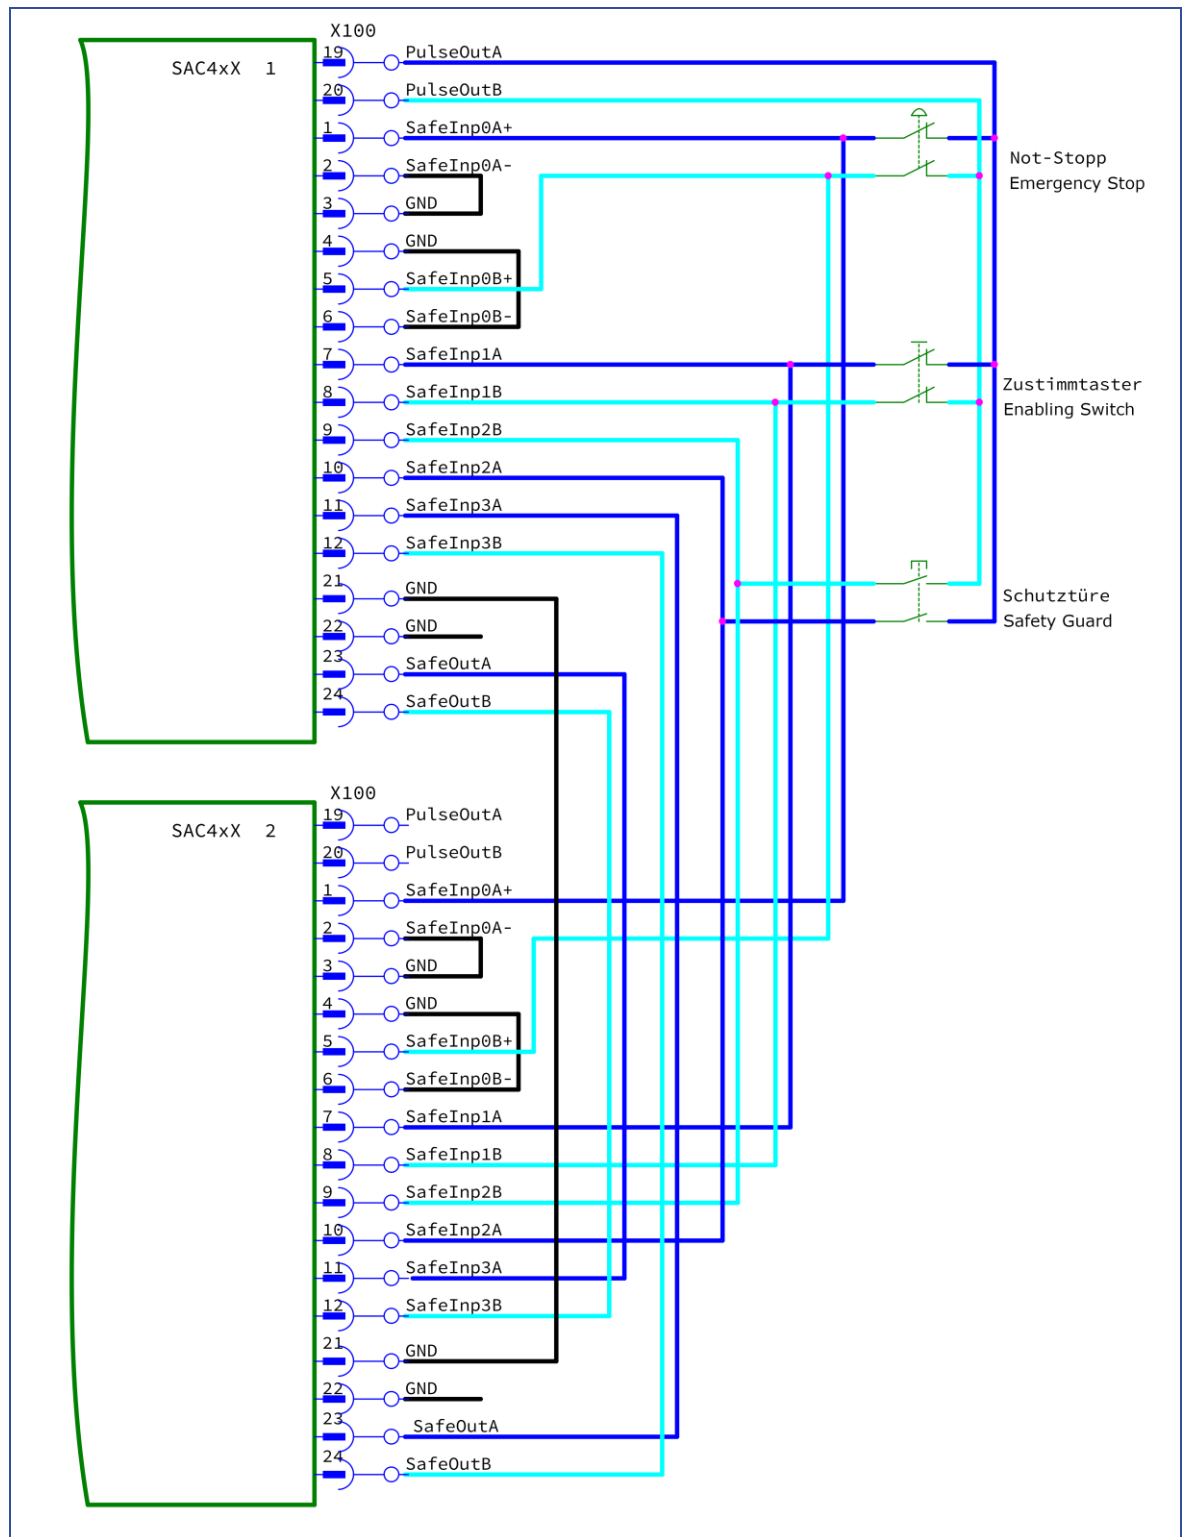 X100
SAC4xX 1
19 PulseOutA
20 PulseOutB
1 SafeInp0A+
2 SafeInp0A-
3 GND
4 GND
5 SafeInp0B+
6 SafeInp0B-
7 SafeInp1A
8 SafeInp1B
9 SafeInp2B
10 SafeInp2A
11 SafeInp3A
12 SafeInp3B
21 GND
22 GND
23 SafeOutA
24 SafeOutB
Not-Stopp
Emergency Stop
Zustimmtaster
Enabling Switch
Schutztüre
Safety Guard
X100
SAC4xX 2
19 PulseOutA
20 PulseOutB
1 SafeInp0A+
2 SafeInp0A-
3 GND
4 GND
5 SafeInp0B+
6 SafeInp0B-
7 SafeInp1A
8 SafeInp1B
9 SafeInp2B
10 SafeInp2A
11 SafeInp3A
12 SafeInp3B
21 GND
22 GND
23 SafeOutA
24 SafeOutB